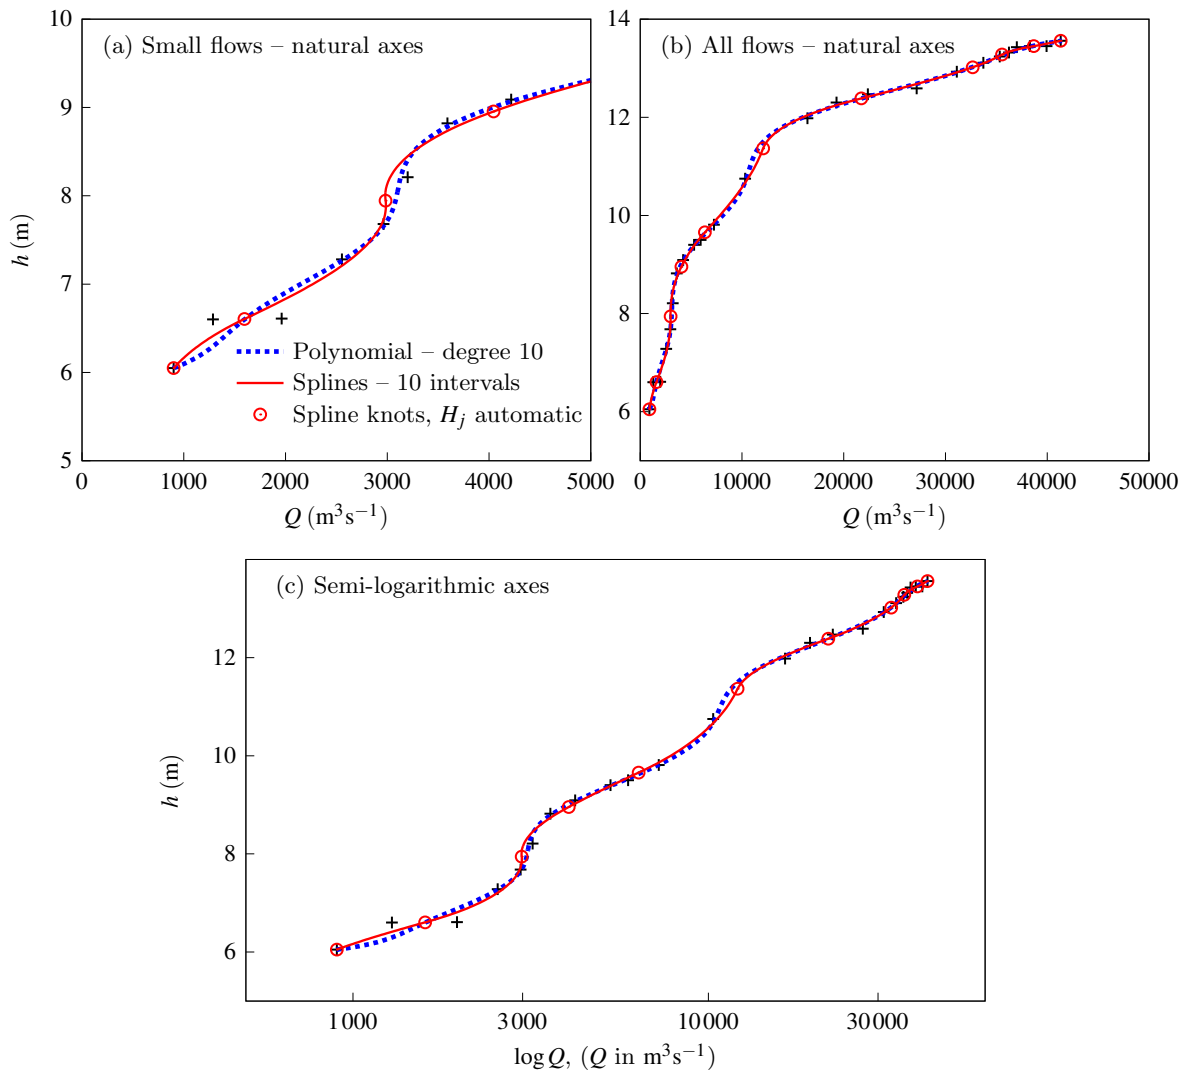 (a) Small flows – natural axes
10
9
8
7
6
5
h (m)
0 1000 2000 3000 4000 5000
Q (m³s⁻¹)
Polynomial – degree 10
Splines – 10 intervals
Spline knots, Hⱼ automatic
(b) All flows – natural axes
14
12
10
8
6
0 10000 20000 30000 40000 50000
Q (m³s⁻¹)
(c) Semi-logarithmic axes
12
10
8
6
h (m)
1000 3000 10000 30000
log Q, (Q in m³s⁻¹)